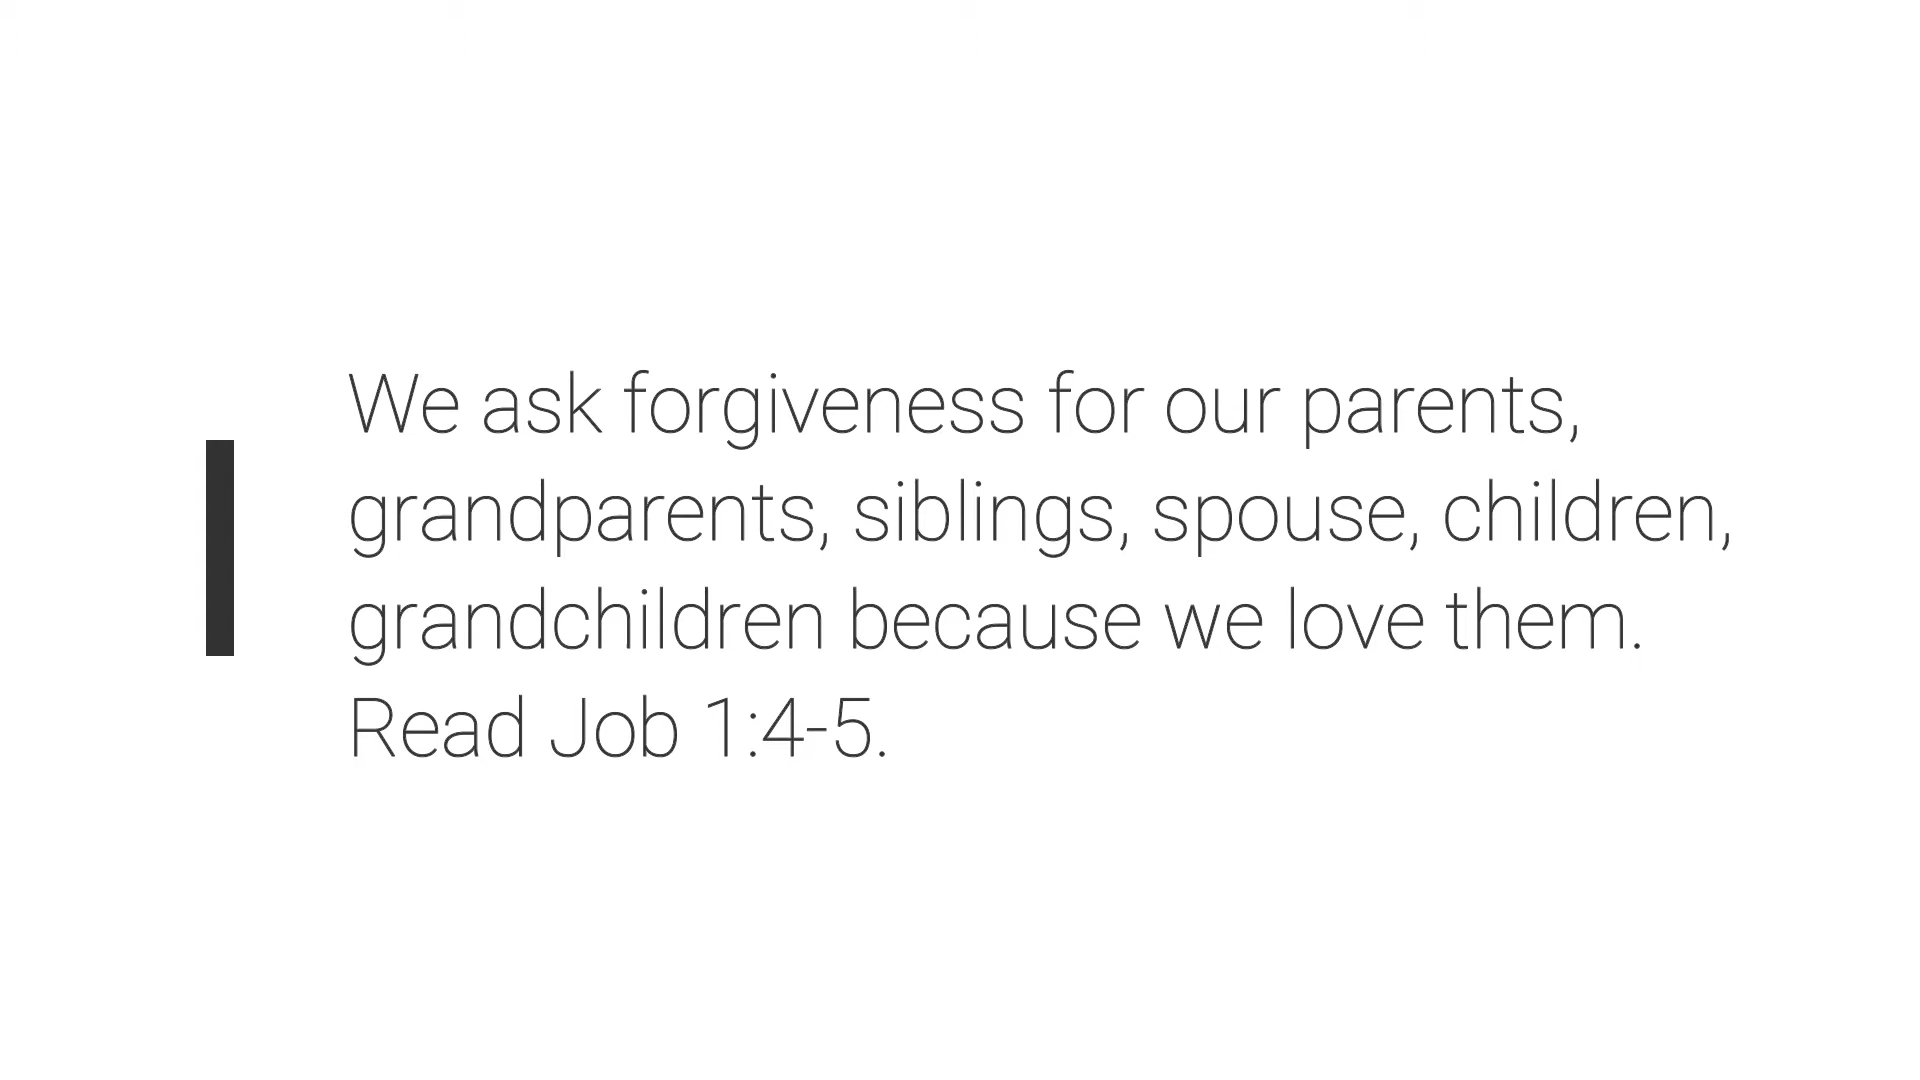 We ask forgiveness for our parents,
grandparents, siblings, spouse, children,
grandchildren because we love them.
Read Job 1:4-5.